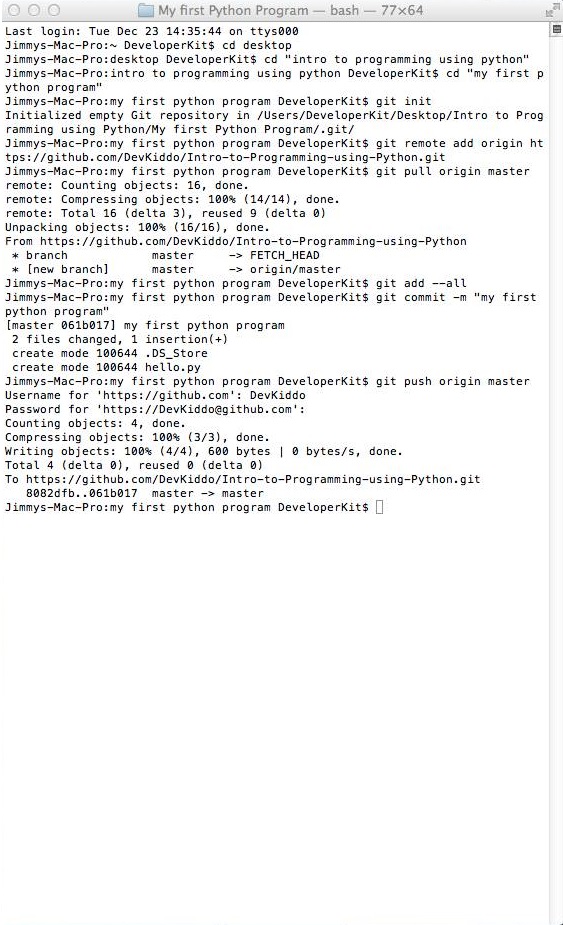 My first Python Program — bash — 77×64
Last login: Tue Dec 23 14:35:44 on ttys000
Jimmys-Mac-Pro:~ DeveloperKit$ cd desktop
Jimmys-Mac-Pro:desktop DeveloperKit$ cd "intro to programming using python"
Jimmys-Mac-Pro:intro to programming using python DeveloperKit$ cd "my first p
ython program"
Jimmys-Mac-Pro:my first python program DeveloperKit$ git init
Initialized empty Git repository in /Users/DeveloperKit/Desktop/Intro to Prog
ramming using Python/My first Python Program/.git/
Jimmys-Mac-Pro:my first python program DeveloperKit$ git remote add origin ht
tps://github.com/DevKiddo/Intro-to-Programming-using-Python.git
Jimmys-Mac-Pro:my first python program DeveloperKit$ git pull origin master
remote: Counting objects: 16, done.
remote: Compressing objects: 100% (14/14), done.
remote: Total 16 (delta 3), reused 9 (delta 0)
Unpacking objects: 100% (16/16), done.
From https://github.com/DevKiddo/Intro-to-Programming-using-Python
 * branch            master     -> FETCH_HEAD
 * [new branch]      master     -> origin/master
Jimmys-Mac-Pro:my first python program DeveloperKit$ git add --all
Jimmys-Mac-Pro:my first python program DeveloperKit$ git commit -m "my first
python program"
[master 061b017] my first python program
 2 files changed, 1 insertion(+)
 create mode 100644 .DS_Store
 create mode 100644 hello.py
Jimmys-Mac-Pro:my first python program DeveloperKit$ git push origin master
Username for 'https://github.com': DevKiddo
Password for 'https://DevKiddo@github.com':
Counting objects: 4, done.
Compressing objects: 100% (3/3), done.
Writing objects: 100% (4/4), 600 bytes | 0 bytes/s, done.
Total 4 (delta 0), reused 0 (delta 0)
To https://github.com/DevKiddo/Intro-to-Programming-using-Python.git
   8082dfb..061b017  master -> master
Jimmys-Mac-Pro:my first python program DeveloperKit$